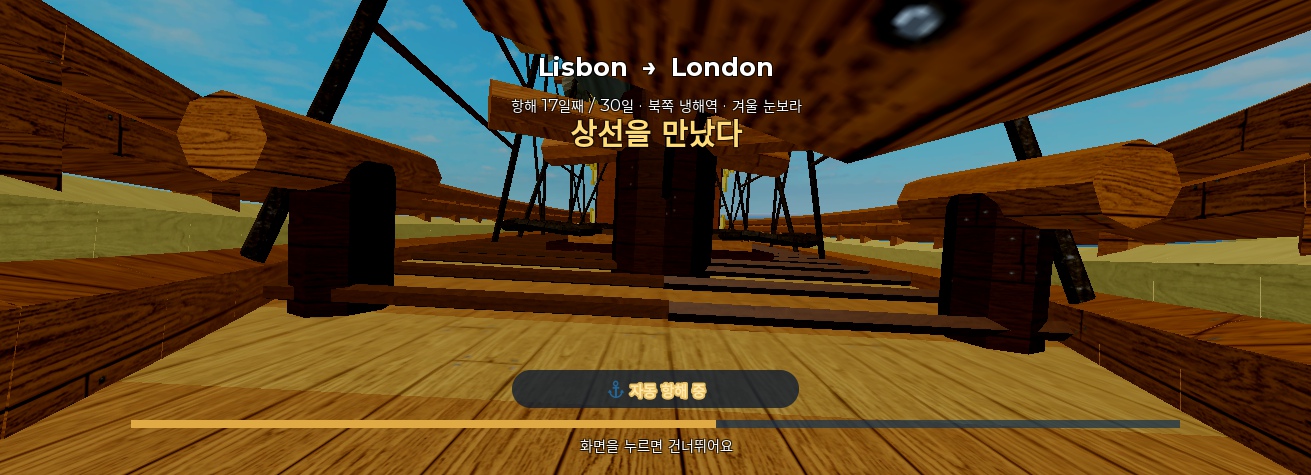 Lisbon → London
항해 17일째 / 30일 · 북쪽 냉해역 · 겨울 눈보라
상선을 만났다
⚓ 자동 항해 중
화면을 누르면 건너뛰어요